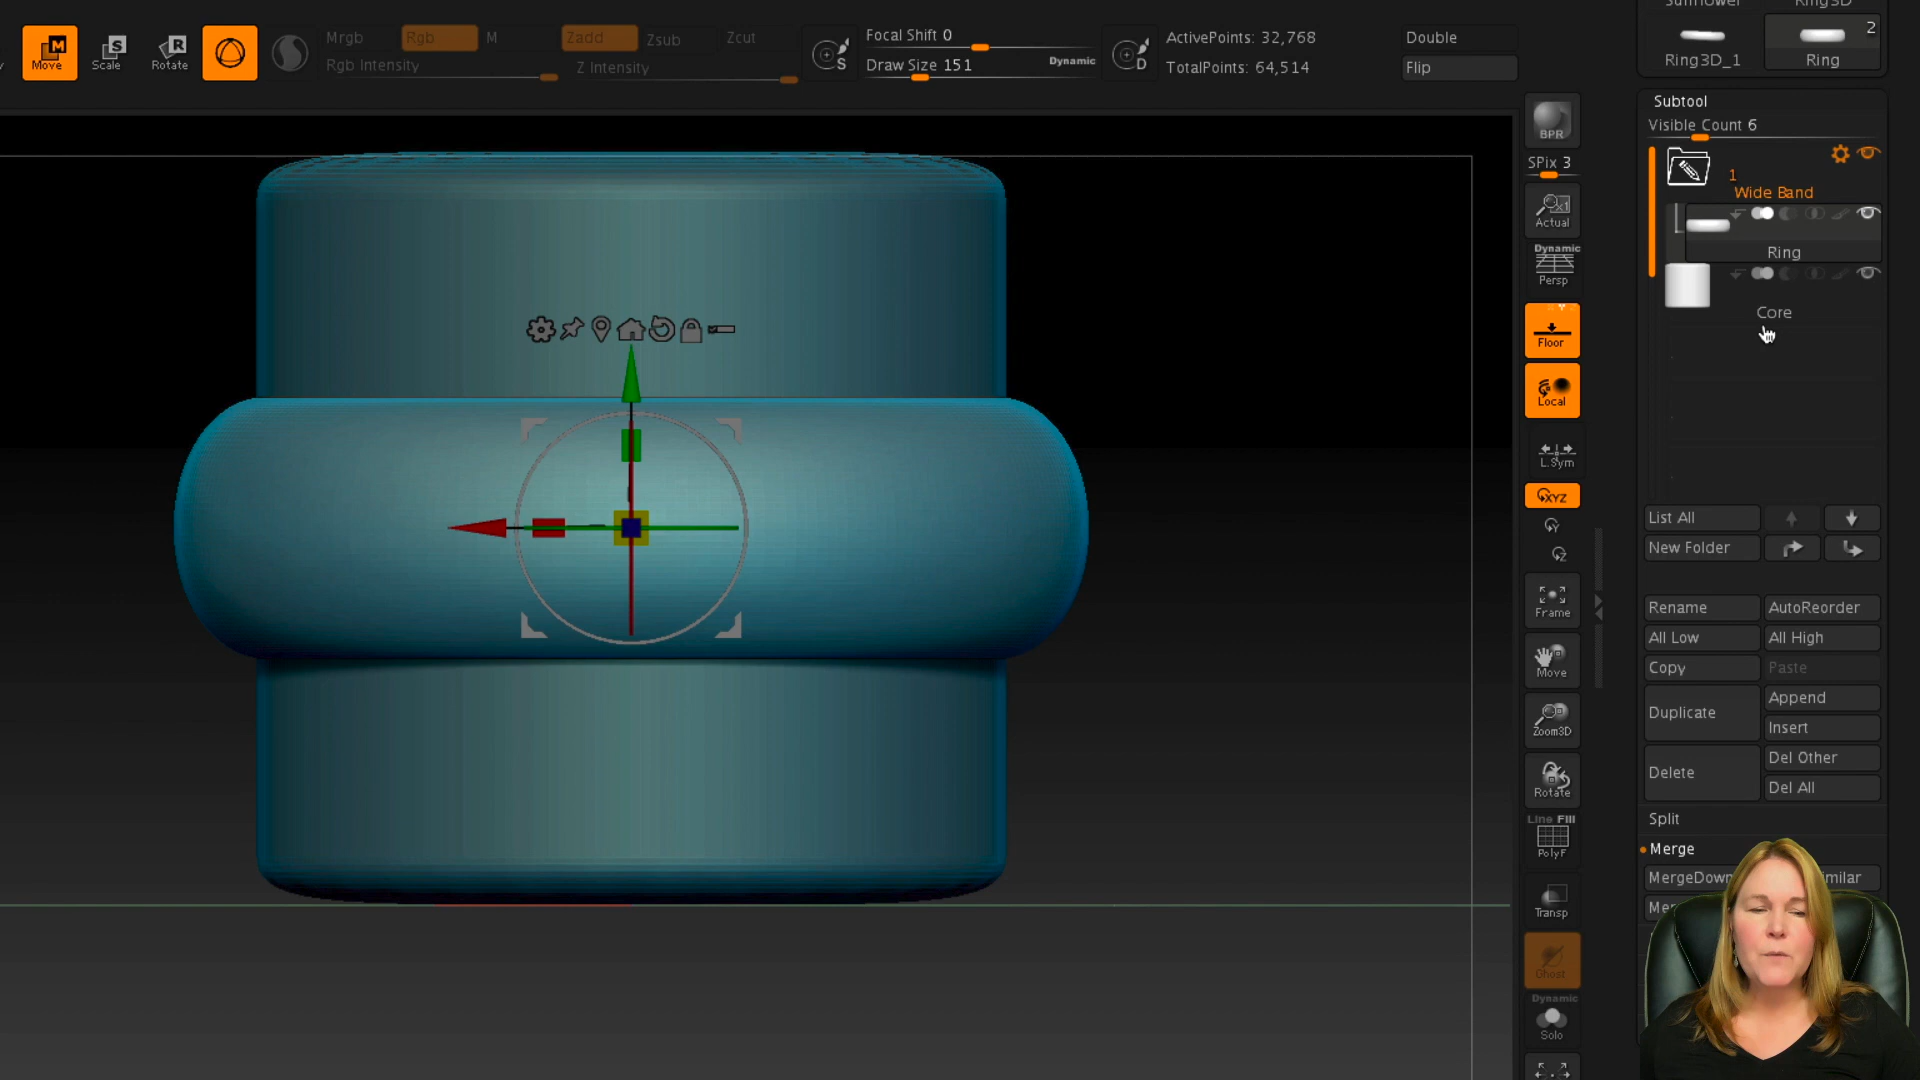 Sunflower Ring3D
Move
Scale
Rotate
Mrgb Rgb M
Rgb Intensity
Zadd Zsub Zcut
Z Intensity
S
Focal Shift 0
Draw Size 151 Dynamic
D
ActivePoints: 32,768
TotalPoints: 64,514
Double
Flip
2
Ring3D_1 Ring
Subtool
Visible Count 6
1
Wide Band
Ring
Core
List All
New Folder
Rename AutoReorder
All Low All High
Copy Paste
Duplicate Append
Insert
Delete Del Other
Del All
Split
Merge
MergeDown
BPR
SPix 3
Actual
Dynamic
Persp
Floor
Local
L.Sym
XYZ
Y
Z
Frame
Move
Zoom3D
Rotate
Line Fill
PolyF
Transp
Ghost
Dynamic
Solo